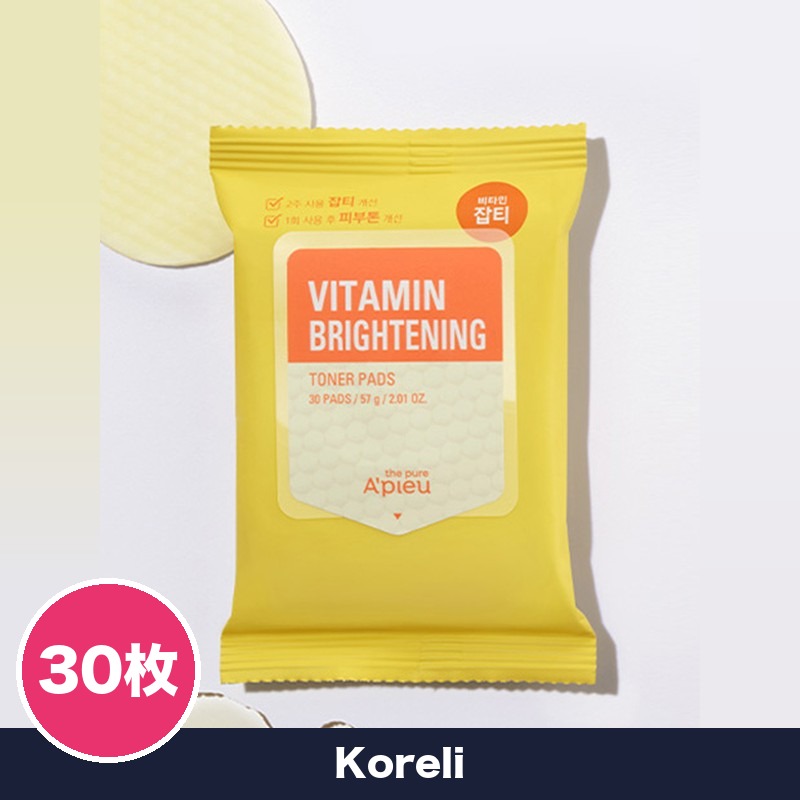 2주 사용 잡티 개선
1회 사용 후 피부톤 개선
비타민
잡티
VITAMIN
BRIGHTENING
TONER PADS
30 PADS / 57 g / 2.01 OZ.
the pure
A'pieu
30枚
Koreli